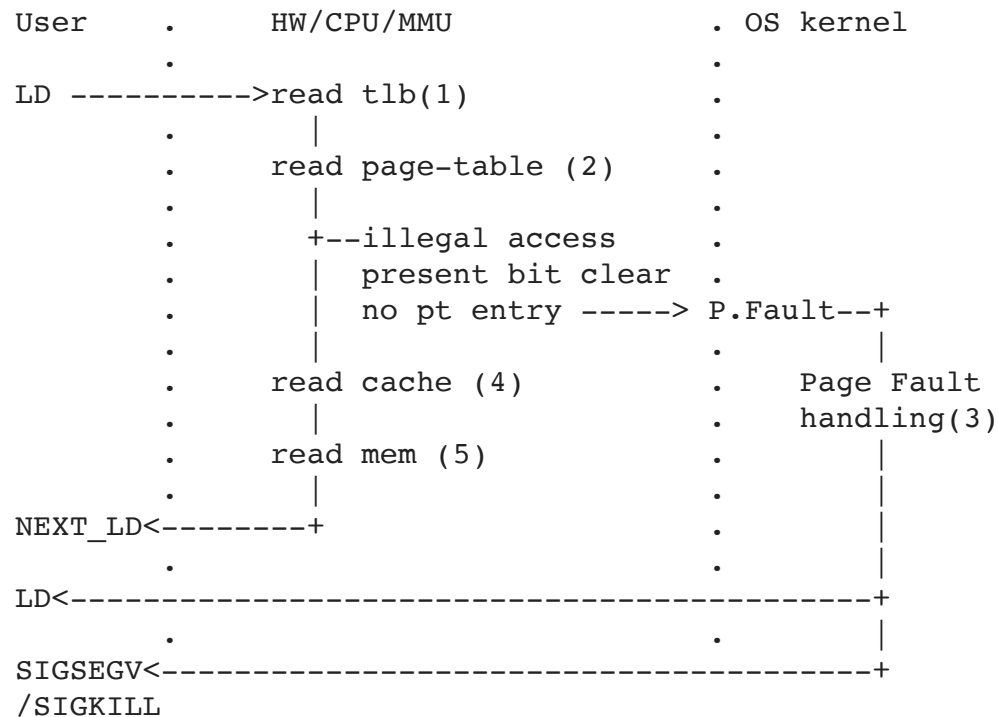 User . HW/CPU/MMU . OS kernel
. .
LD ---------->read tlb(1) .
. | .
. read page-table (2) .
. | .
. +--illegal access .
. | present bit clear .
. | no pt entry -----> P.Fault--+
. | . |
. read cache (4) . Page Fault
. | . handling(3)
. read mem (5) . |
. | . |
NEXT_LD<--------+ . |
. . |
LD<--------------------------------------------+
. . |
SIGSEGV<---------------------------------------+
/SIGKILL